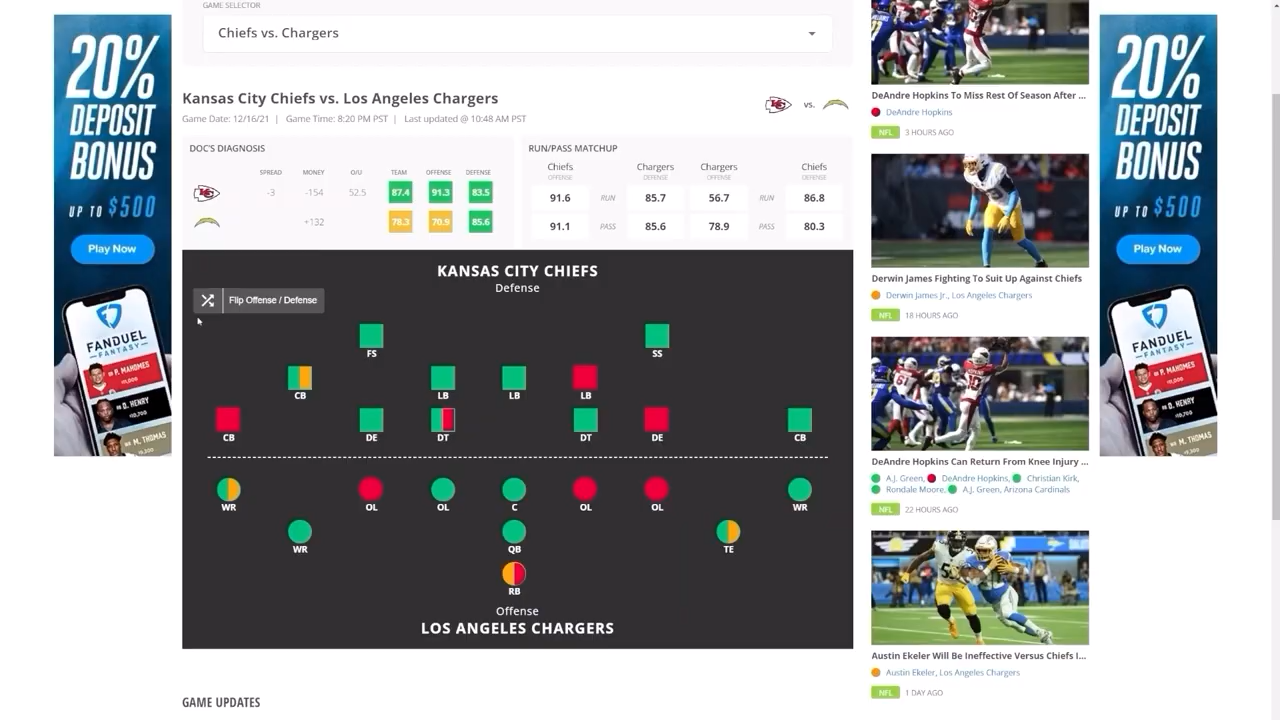 GAME SELECTOR
Chiefs vs. Chargers
Kansas City Chiefs vs. Los Angeles Chargers
vs.
Game Date: 12/16/21 | Game Time: 8:20 PM PST | Last updated @ 10:48 AM PST
DOC'S DIAGNOSIS
SPREAD MONEY O/U TEAM OFFENSE DEFENSE
-3 -154 52.5 87.4 91.3 83.5
+132 78.3 70.9 85.6
RUN/PASS MATCHUP
Chiefs Chargers Chargers Chiefs
OFFENSE DEFENSE OFFENSE DEFENSE
91.6 RUN 85.7 56.7 RUN 86.8
91.1 PASS 85.6 78.9 PASS 80.3
KANSAS CITY CHIEFS
Defense
Flip Offense / Defense
FS SS
CB LB LB LB
CB DE DT DT DE CB
WR OL OL C OL OL WR
WR QB TE
RB
Offense
LOS ANGELES CHARGERS
GAME UPDATES
DeAndre Hopkins To Miss Rest Of Season After ...
DeAndre Hopkins
NFL 3 HOURS AGO
Derwin James Fighting To Suit Up Against Chiefs
Derwin James Jr., Los Angeles Chargers
NFL 18 HOURS AGO
DeAndre Hopkins Can Return From Knee Injury ...
A.J. Green, DeAndre Hopkins, Christian Kirk,
Rondale Moore, A.J. Green, Arizona Cardinals
NFL 22 HOURS AGO
Austin Ekeler Will Be Ineffective Versus Chiefs I...
Austin Ekeler, Los Angeles Chargers
NFL 1 DAY AGO
20%
DEPOSIT
BONUS
UP TO $500
Play Now
FANDUEL
FANTASY
P. MAHOMES
D. HENRY
M. THOMAS
20%
DEPOSIT
BONUS
UP TO $500
Play Now
FANDUEL
FANTASY
P. MAHOMES
D. HENRY
M. THOMAS